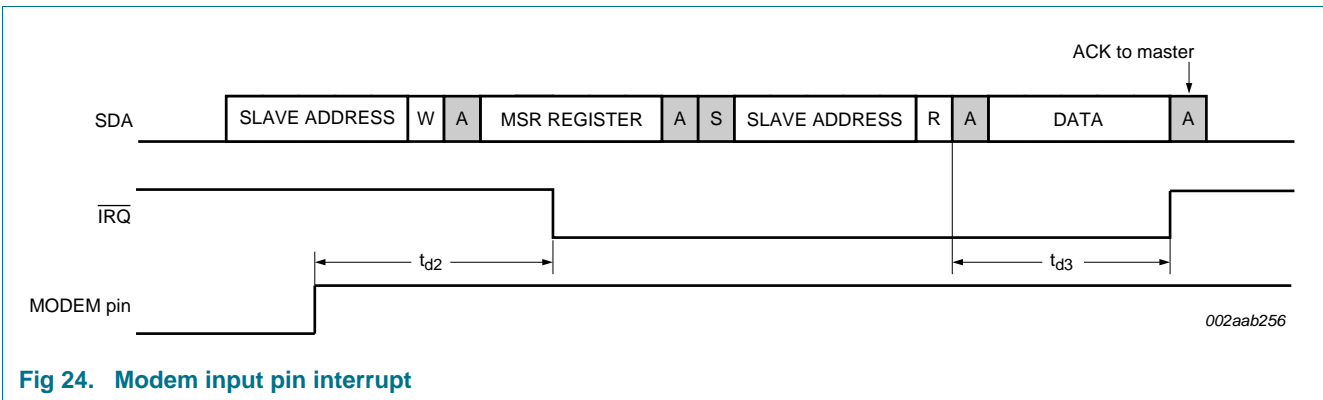 ACK to master
SDA SLAVE ADDRESS W A MSR REGISTER A S SLAVE ADDRESS R A DATA A
IRQ
td2 td3
MODEM pin
002aab256
Fig 24. Modem input pin interrupt